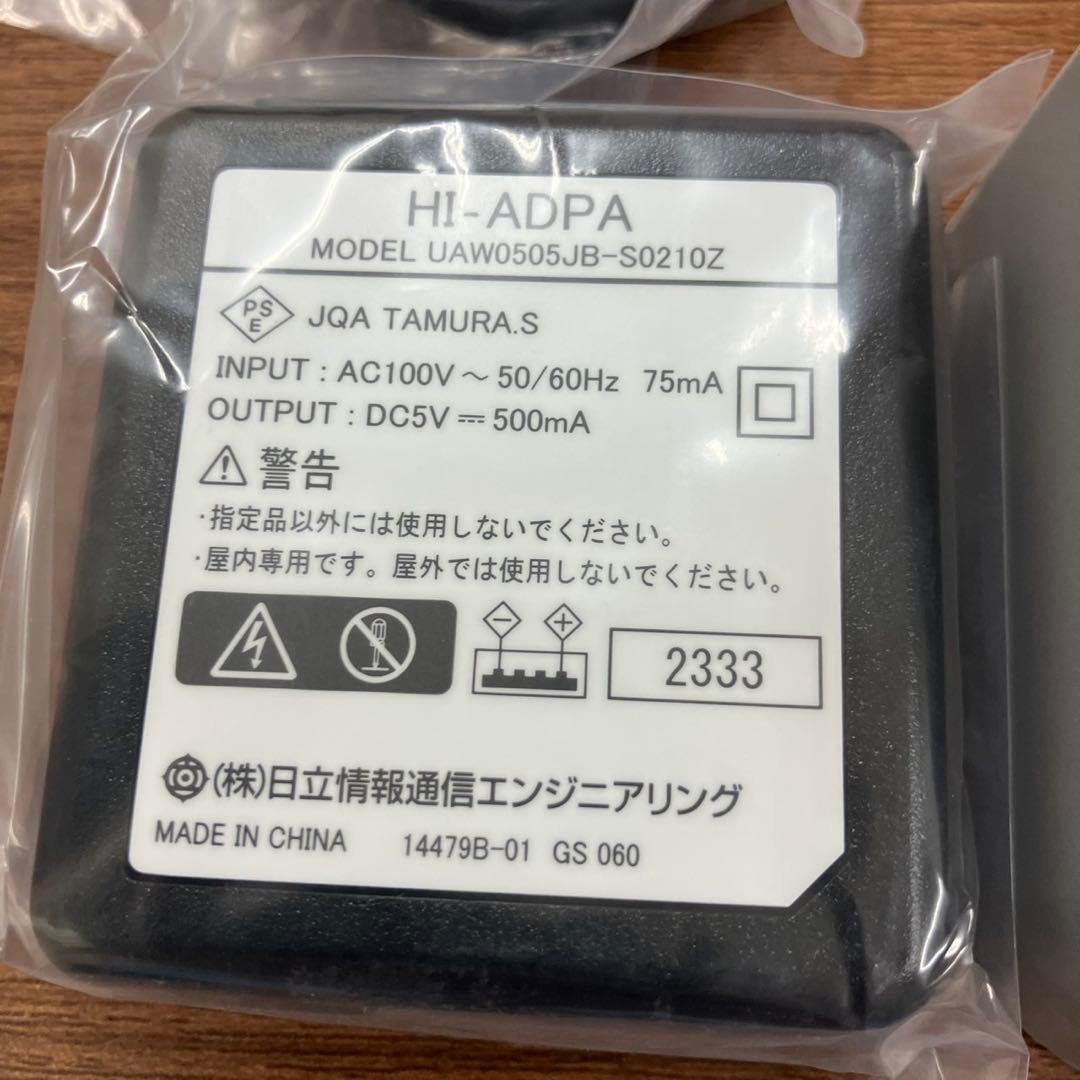 HI-ADPA
MODEL UAW0505JB-S0210Z
PS
E
JQA TAMURA.S
INPUT : AC100V ～ 50/60Hz 75mA
OUTPUT : DC5V ⎓ 500mA
警告
・指定品以外には使用しないでください。
・屋内専用です。屋外では使用しないでください。
− +
2333
(株)日立情報通信エンジニアリング
MADE IN CHINA 14479B-01 GS 060